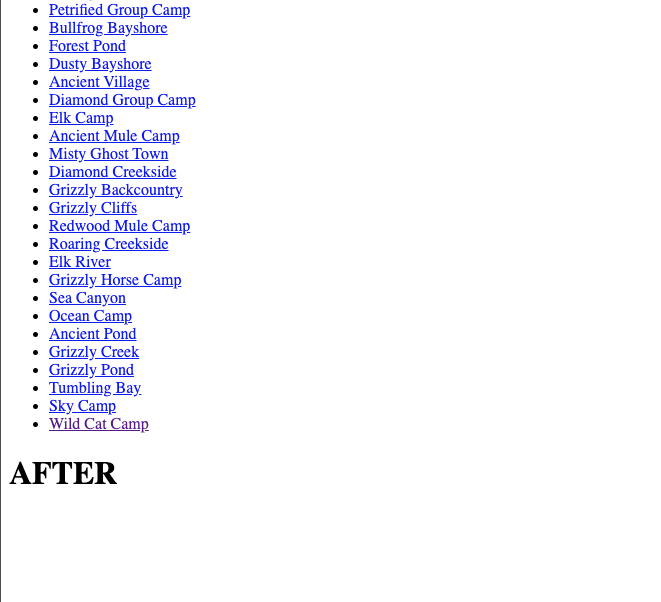 Petrified Group Camp
Bullfrog Bayshore
Forest Pond
Dusty Bayshore
Ancient Village
Diamond Group Camp
Elk Camp
Ancient Mule Camp
Misty Ghost Town
Diamond Creekside
Grizzly Backcountry
Grizzly Cliffs
Redwood Mule Camp
Roaring Creekside
Elk River
Grizzly Horse Camp
Sea Canyon
Ocean Camp
Ancient Pond
Grizzly Creek
Grizzly Pond
Tumbling Bay
Sky Camp
Wild Cat Camp
AFTER